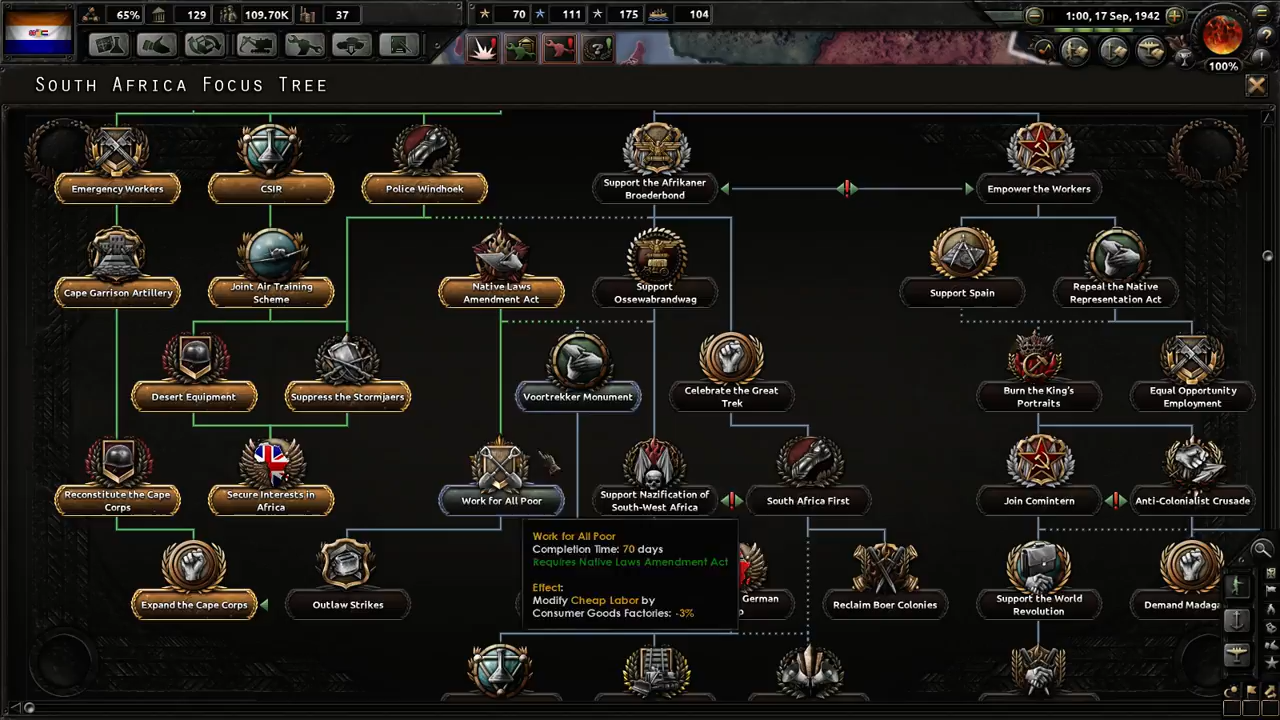 65%
129
109.70K
37
70
111
175
104
1:00, 17 Sep, 1942
100%
South Africa Focus Tree
Emergency Workers
CSIR
Police Windhoek
Support the Afrikaner
Broederbond
Empower the Workers
Cape Garrison Artillery
Joint Air Training
Scheme
Native Laws
Amendment Act
Support
Ossewabrandwag
Support Spain
Repeal the Native
Representation Act
Desert Equipment
Suppress the Stormjaers
Voortrekker Monument
Celebrate the Great
Trek
Burn the King's
Portraits
Equal Opportunity
Employment
Reconstitute the Cape
Corps
Secure Interests in
Africa
Work for All Poor
Support Nazification of
South-West Africa
South Africa First
Join Comintern
Anti-Colonialist Crusade
Work for All Poor
Completion Time: 70 days
Requires Native Laws Amendment Act
Effect:
Modify Cheap Labor by
Consumer Goods Factories: -3%
Expand the Cape Corps
Outlaw Strikes
German
Reclaim Boer Colonies
Support the World
Revolution
Demand Madaga